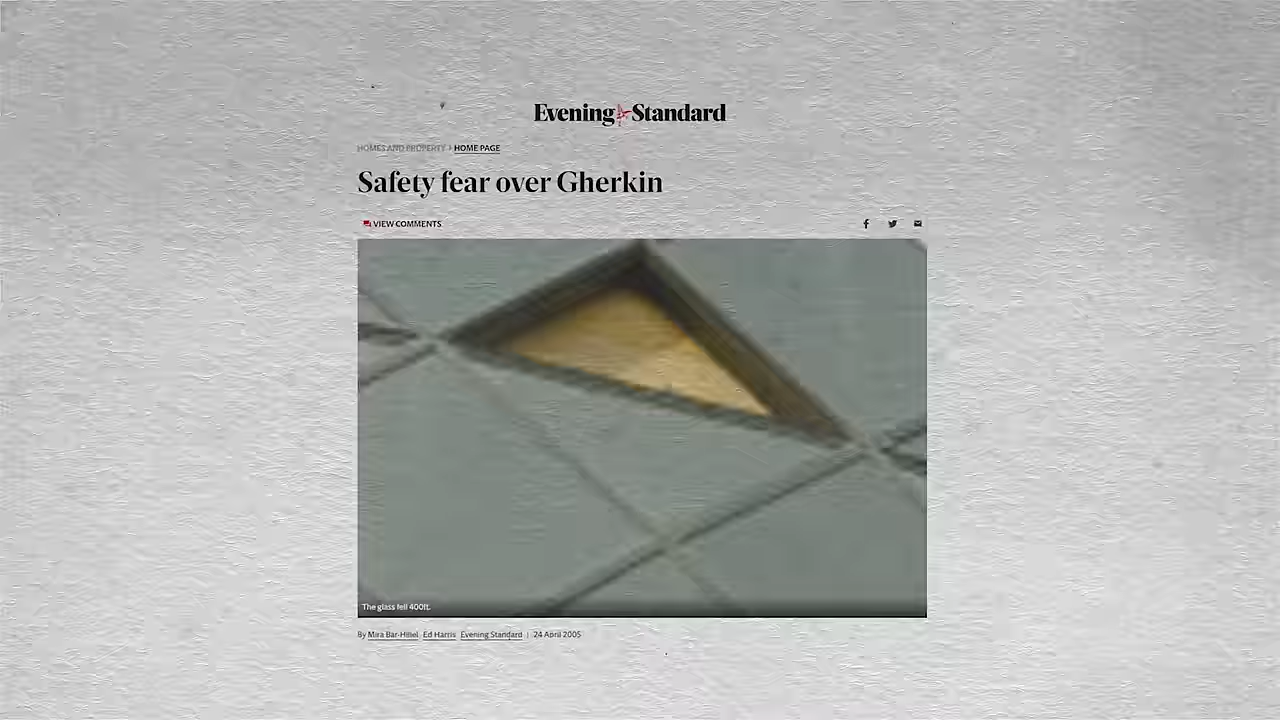 Evening Standard
HOMES AND PROPERTY › HOME PAGE
Safety fear over Gherkin
VIEW COMMENTS
The glass fell 400ft.
By Mira Bar-Hillel Ed Harris Evening Standard | 24 April 2005